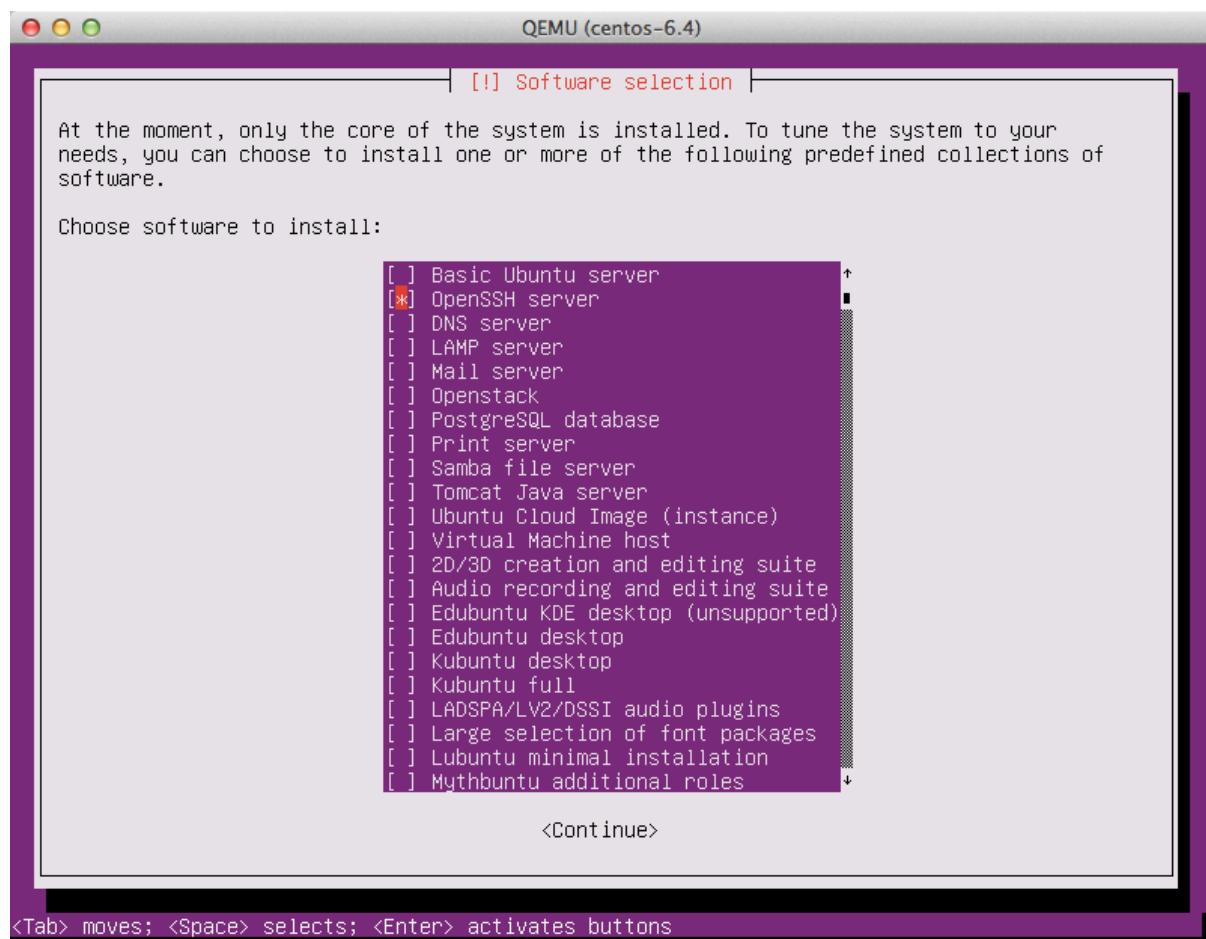 QEMU (centos-6.4)
[!] Software selection
At the moment, only the core of the system is installed. To tune the system to your
needs, you can choose to install one or more of the following predefined collections of
software.
Choose software to install:
[ ] Basic Ubuntu server
[*] OpenSSH server
[ ] DNS server
[ ] LAMP server
[ ] Mail server
[ ] Openstack
[ ] PostgreSQL database
[ ] Print server
[ ] Samba file server
[ ] Tomcat Java server
[ ] Ubuntu Cloud Image (instance)
[ ] Virtual Machine host
[ ] 2D/3D creation and editing suite
[ ] Audio recording and editing suite
[ ] Edubuntu KDE desktop (unsupported)
[ ] Edubuntu desktop
[ ] Kubuntu desktop
[ ] Kubuntu full
[ ] LADSPA/LV2/DSSI audio plugins
[ ] Large selection of font packages
[ ] Lubuntu minimal installation
[ ] Mythbuntu additional roles
<Continue>
<Tab> moves; <Space> selects; <Enter> activates buttons